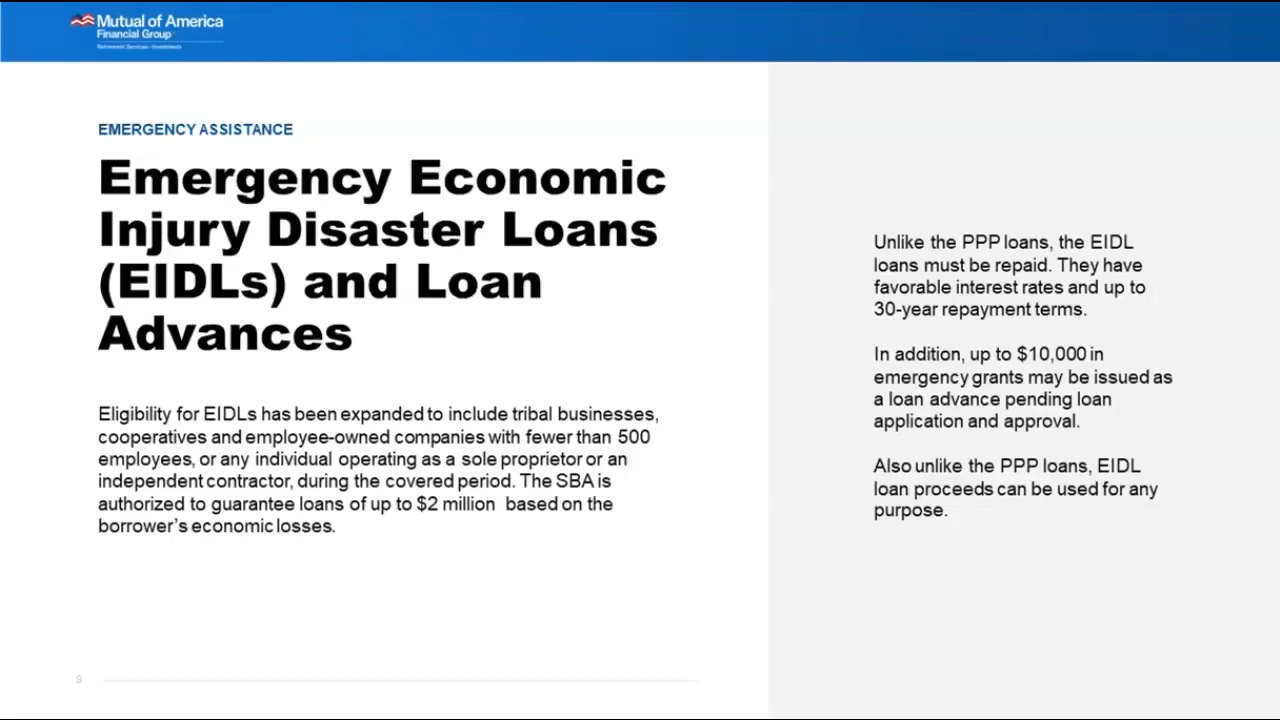 Mutual of America
Financial Group
Retirement Services • Investments
EMERGENCY ASSISTANCE
Emergency Economic
Injury Disaster Loans
(EIDLs) and Loan
Advances
Eligibility for EIDLs has been expanded to include tribal businesses,
cooperatives and employee-owned companies with fewer than 500
employees, or any individual operating as a sole proprietor or an
independent contractor, during the covered period. The SBA is
authorized to guarantee loans of up to $2 million based on the
borrower's economic losses.
Unlike the PPP loans, the EIDL
loans must be repaid. They have
favorable interest rates and up to
30-year repayment terms.
In addition, up to $10,000 in
emergency grants may be issued as
a loan advance pending loan
application and approval.
Also unlike the PPP loans, EIDL
loan proceeds can be used for any
purpose.
9